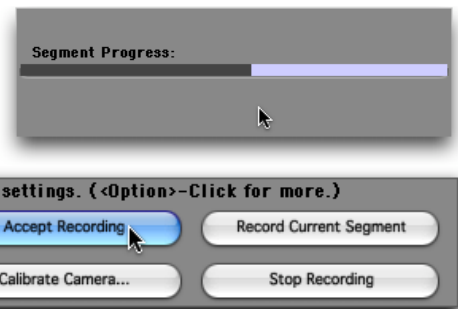 Segment Progress:
settings. (<Option>-Click for more.)
Accept Recording
Record Current Segment
Calibrate Camera...
Stop Recording